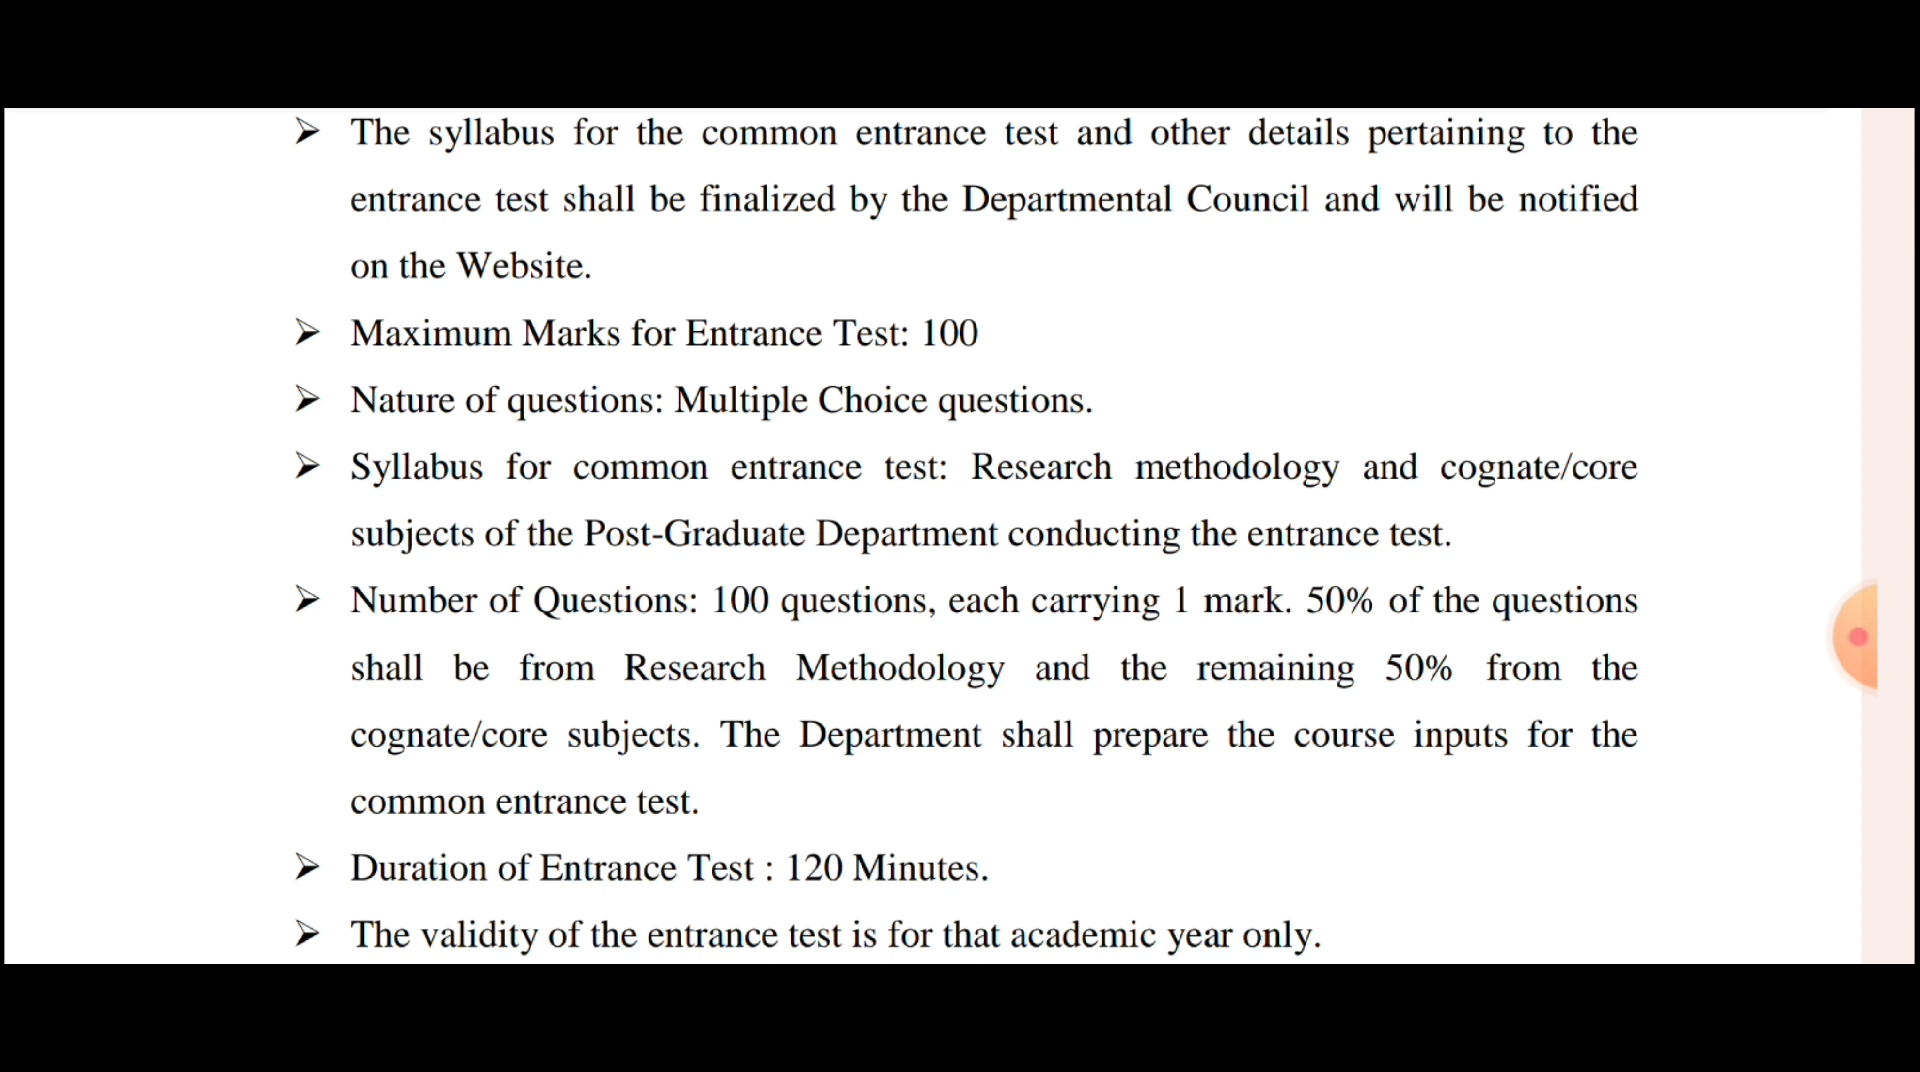 ➢ The syllabus for the common entrance test and other details pertaining to the
entrance test shall be finalized by the Departmental Council and will be notified
on the Website.
➢ Maximum Marks for Entrance Test: 100
➢ Nature of questions: Multiple Choice questions.
➢ Syllabus for common entrance test: Research methodology and cognate/core
subjects of the Post-Graduate Department conducting the entrance test.
➢ Number of Questions: 100 questions, each carrying 1 mark. 50% of the questions
shall be from Research Methodology and the remaining 50% from the
cognate/core subjects. The Department shall prepare the course inputs for the
common entrance test.
➢ Duration of Entrance Test : 120 Minutes.
➢ The validity of the entrance test is for that academic year only.